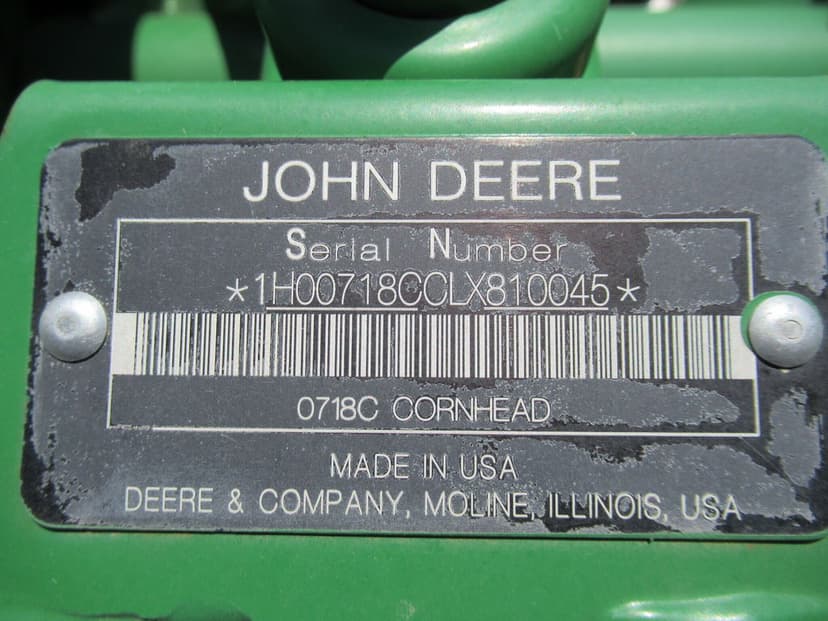 JOHN DEERE
Serial Number
*1H00718CCLX810045*
0718C CORNHEAD
MADE IN USA
DEERE & COMPANY, MOLINE, ILLINOIS, USA